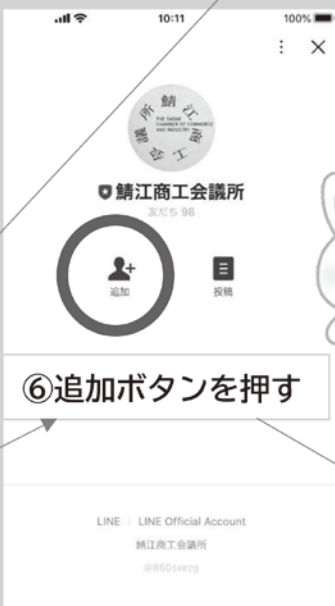 10:11 100%
鯖江商工会議所
THE SABAE
CHAMBER OF COMMERCE
AND INDUSTRY
鯖江商工会議所
友だち 98
追加 投稿
⑥追加ボタンを押す
LINE | LINE Official Account
鯖江商工会議所